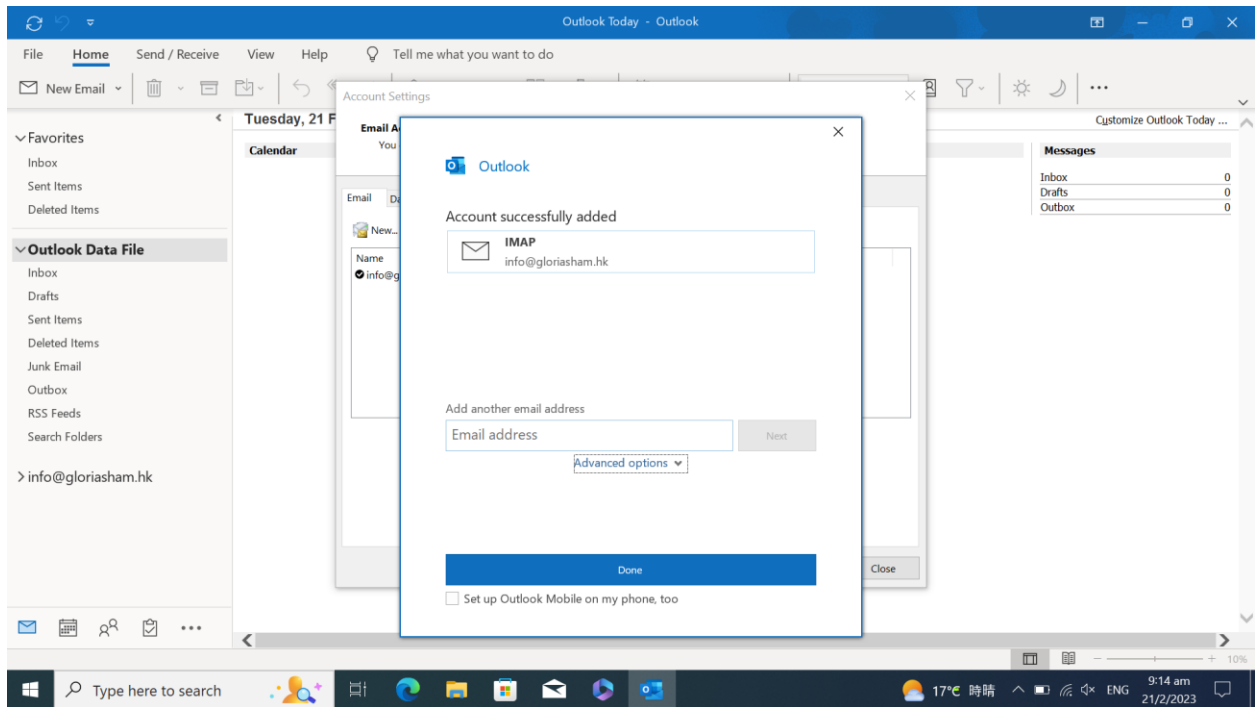 Outlook Today - Outlook
File Home Send / Receive View Help Tell me what you want to do
New Email
Account Settings
Tuesday, 21 F
Customize Outlook Today ...
Favorites
Inbox
Sent Items
Deleted Items
Outlook Data File
Inbox
Drafts
Sent Items
Deleted Items
Junk Email
Outbox
RSS Feeds
Search Folders
info@gloriasham.hk
Calendar
Messages
Inbox 0
Drafts 0
Outbox 0
Email A
You
Email Da
New...
Name
info@g
Outlook
Account successfully added
IMAP
info@gloriasham.hk
Add another email address
Email address
Next
Advanced options
Done
Set up Outlook Mobile on my phone, too
Close
10%
Type here to search
17°C 時晴
ENG
9:14 am
21/2/2023